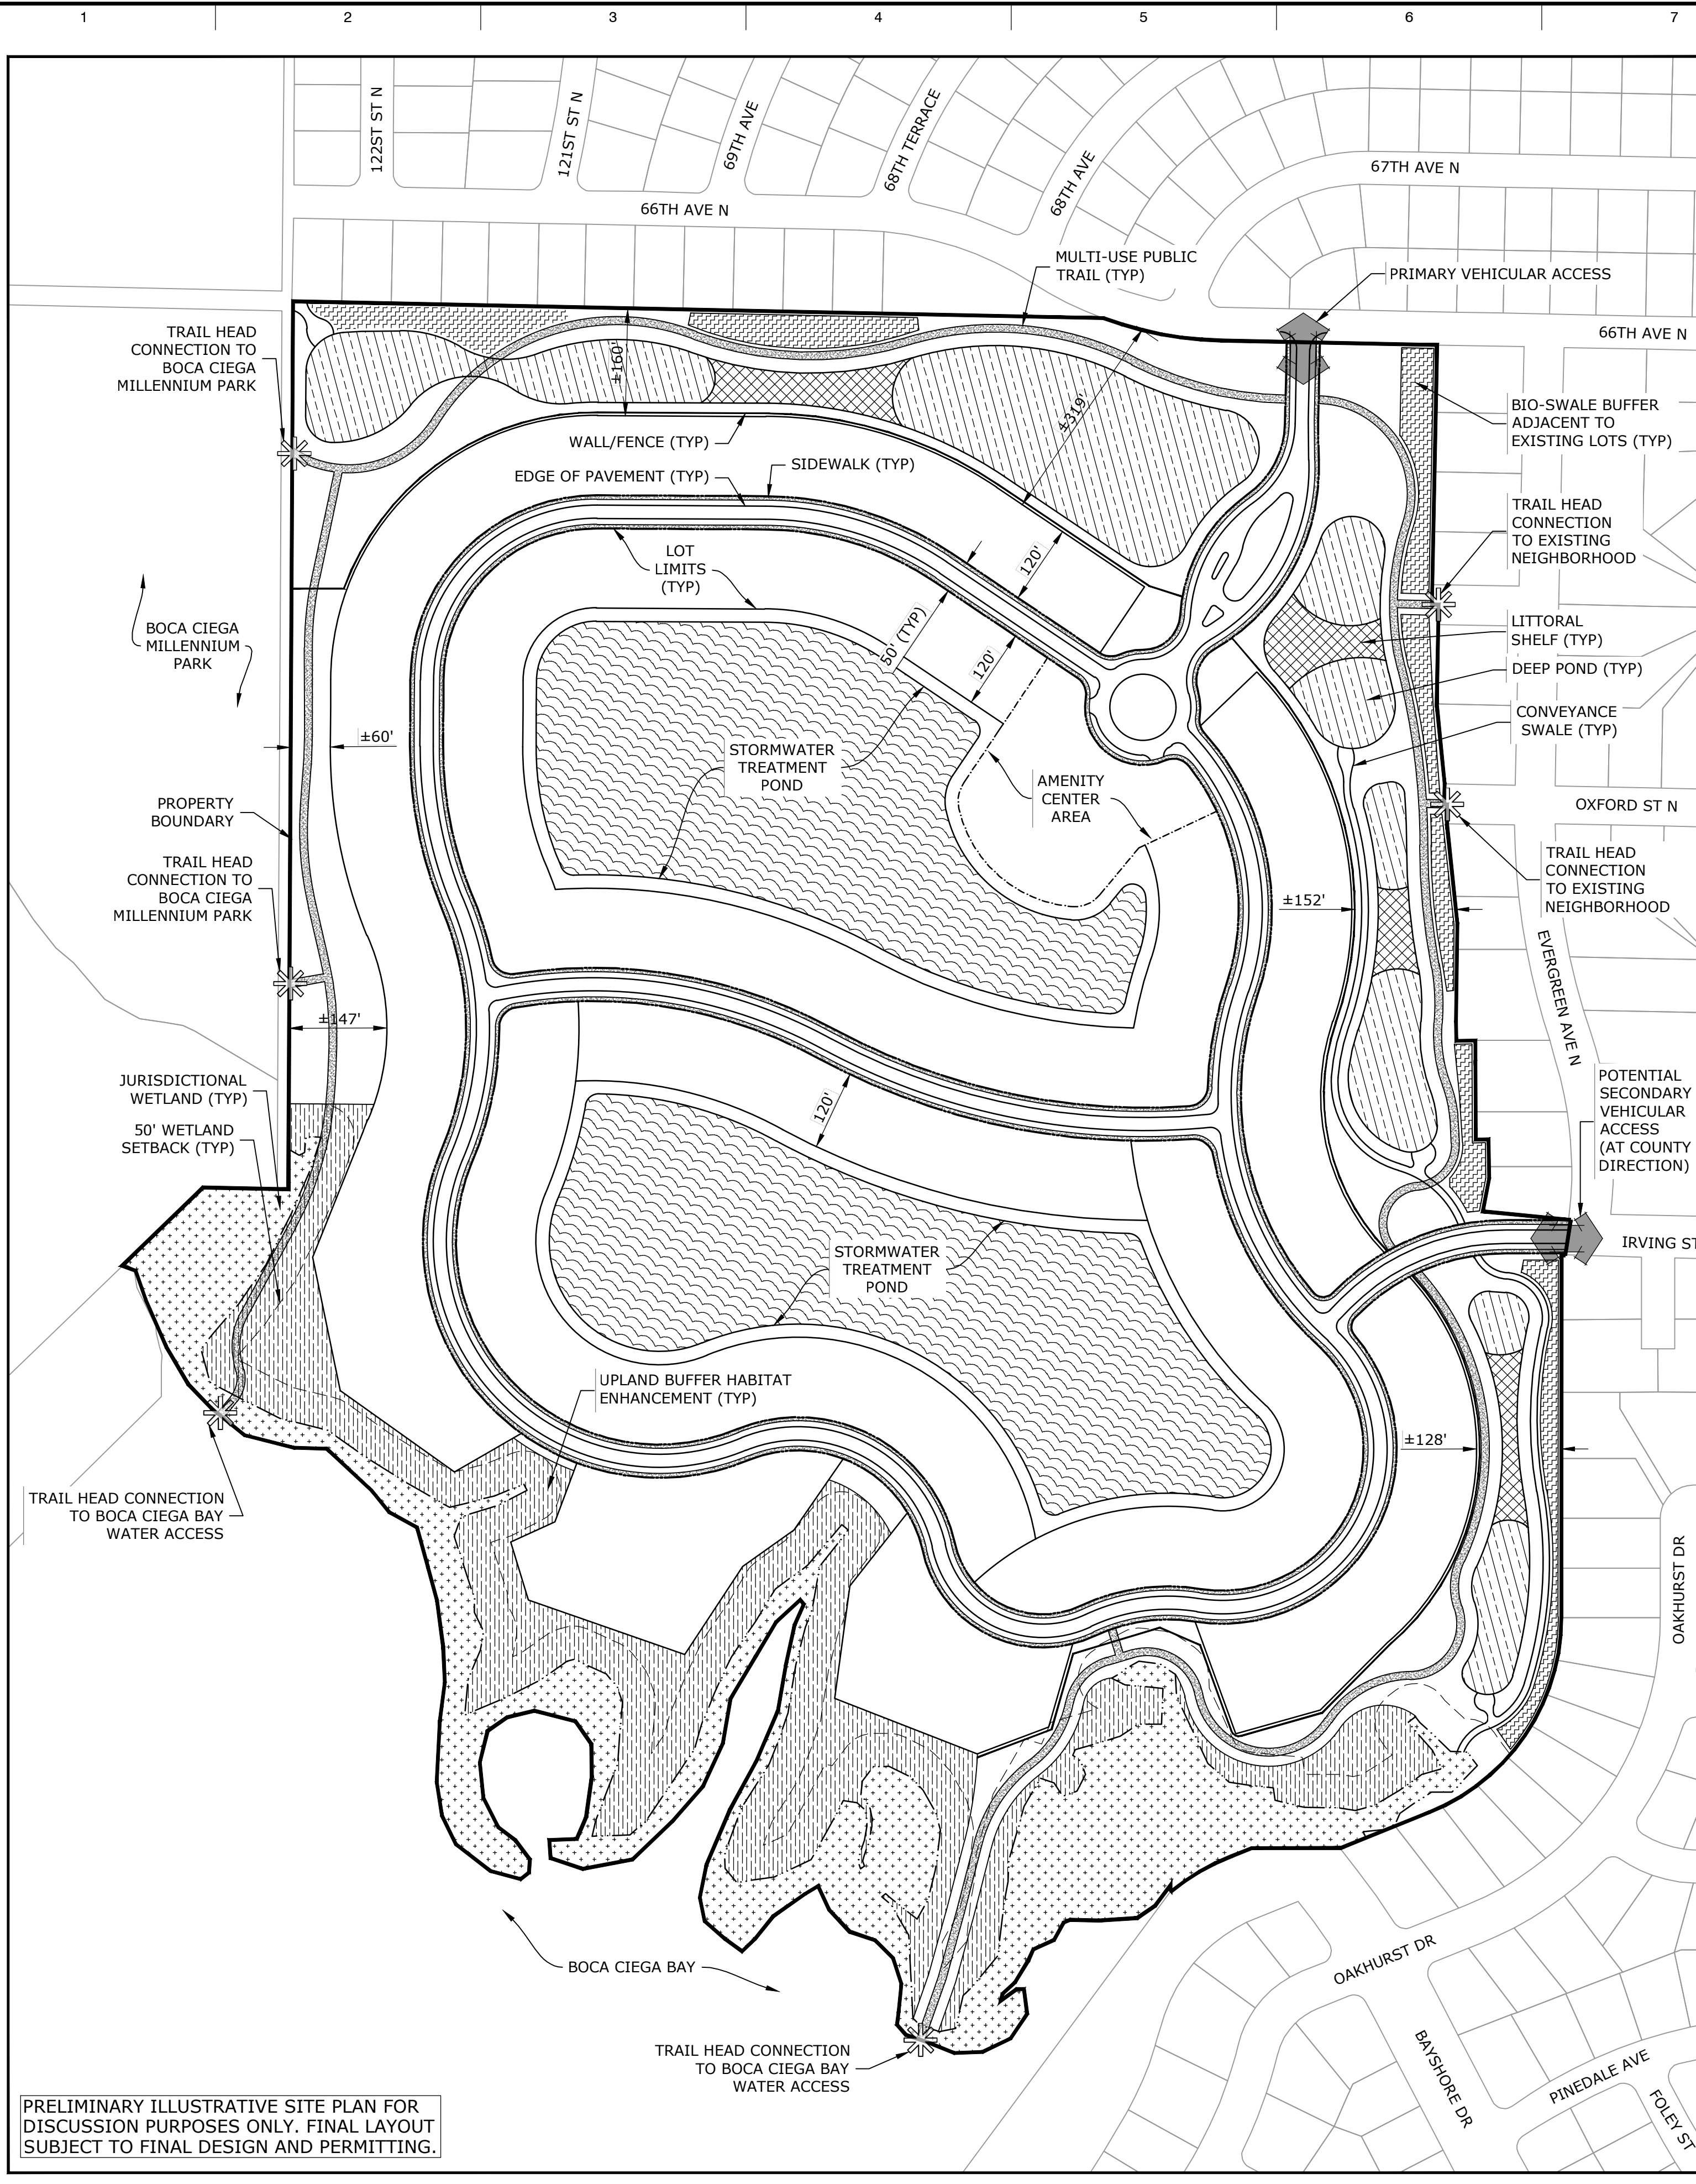 1
2
3
4
5
6
7
122ST ST N
121ST ST N
69TH AVE
68TH TERRACE
68TH AVE
67TH AVE N
66TH AVE N
MULTI-USE PUBLIC
TRAIL (TYP)
PRIMARY VEHICULAR ACCESS
66TH AVE N
TRAIL HEAD
CONNECTION TO
BOCA CIEGA
MILLENNIUM PARK
±160'
±319'
BIO-SWALE BUFFER
ADJACENT TO
EXISTING LOTS (TYP)
WALL/FENCE (TYP)
SIDEWALK (TYP)
EDGE OF PAVEMENT (TYP)
TRAIL HEAD
CONNECTION
TO EXISTING
NEIGHBORHOOD
LOT
LIMITS
(TYP)
120'
50' (TYP)
120'
BOCA CIEGA
MILLENNIUM
PARK
LITTORAL
SHELF (TYP)
DEEP POND (TYP)
CONVEYANCE
SWALE (TYP)
±60'
STORMWATER
TREATMENT
POND
AMENITY
CENTER
AREA
OXFORD ST N
PROPERTY
BOUNDARY
TRAIL HEAD
CONNECTION TO
BOCA CIEGA
MILLENNIUM PARK
TRAIL HEAD
CONNECTION
TO EXISTING
NEIGHBORHOOD
±152'
EVERGREEN AVE N
±147'
JURISDICTIONAL
WETLAND (TYP)
50' WETLAND
SETBACK (TYP)
120'
POTENTIAL
SECONDARY
VEHICULAR
ACCESS
(AT COUNTY
DIRECTION)
IRVING ST
STORMWATER
TREATMENT
POND
UPLAND BUFFER HABITAT
ENHANCEMENT (TYP)
±128'
TRAIL HEAD CONNECTION
TO BOCA CIEGA BAY
WATER ACCESS
OAKHURST DR
BOCA CIEGA BAY
OAKHURST DR
TRAIL HEAD CONNECTION
TO BOCA CIEGA BAY
WATER ACCESS
BAYSHORE DR
PINEDALE AVE
FOLEY ST
PRELIMINARY ILLUSTRATIVE SITE PLAN FOR
DISCUSSION PURPOSES ONLY. FINAL LAYOUT
SUBJECT TO FINAL DESIGN AND PERMITTING.